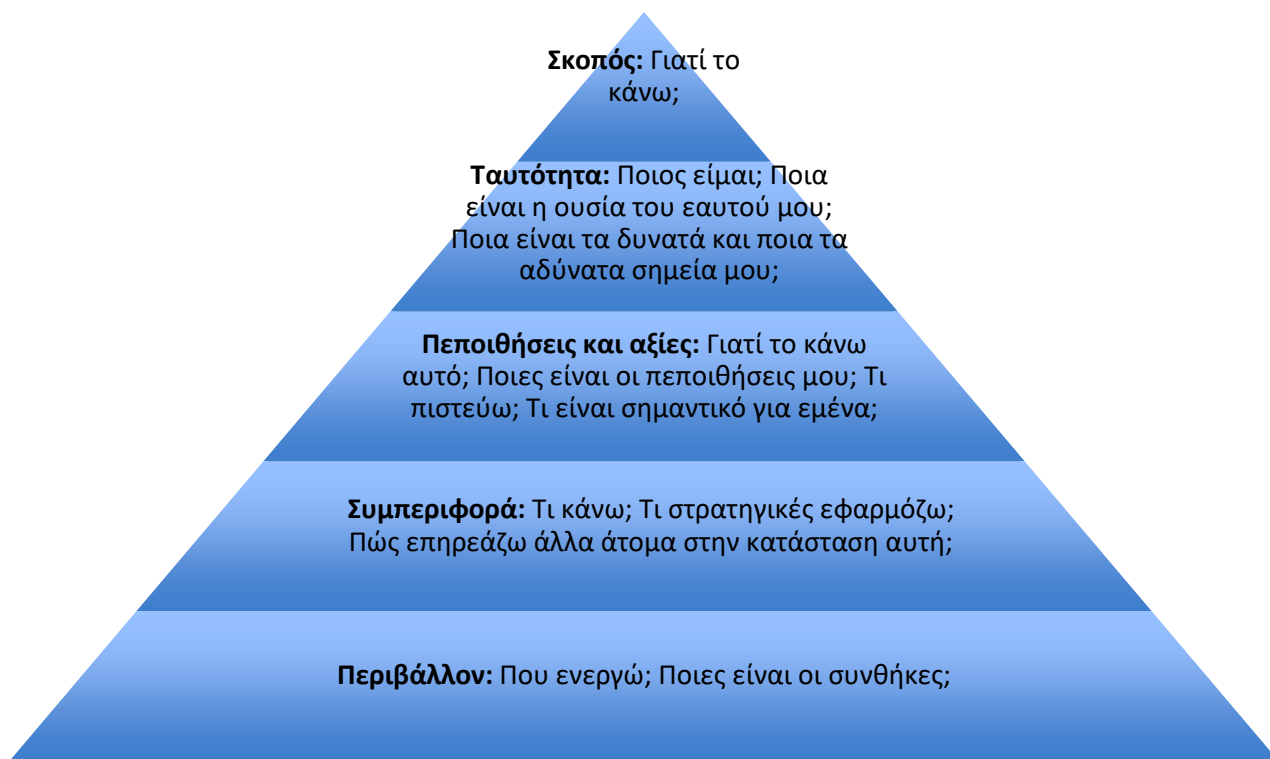 Σκοπός: Γιατί το
κάνω;
Ταυτότητα: Ποιος είμαι; Ποια
είναι η ουσία του εαυτού μου;
Ποια είναι τα δυνατά και ποια τα
αδύνατα σημεία μου;
Πεποιθήσεις και αξίες: Γιατί το κάνω
αυτό; Ποιες είναι οι πεποιθήσεις μου; Τι
πιστεύω; Τι είναι σημαντικό για εμένα;
Συμπεριφορά: Τι κάνω; Τι στρατηγικές εφαρμόζω;
Πώς επηρεάζω άλλα άτομα στην κατάσταση αυτή;
Περιβάλλον: Που ενεργώ; Ποιες είναι οι συνθήκες;